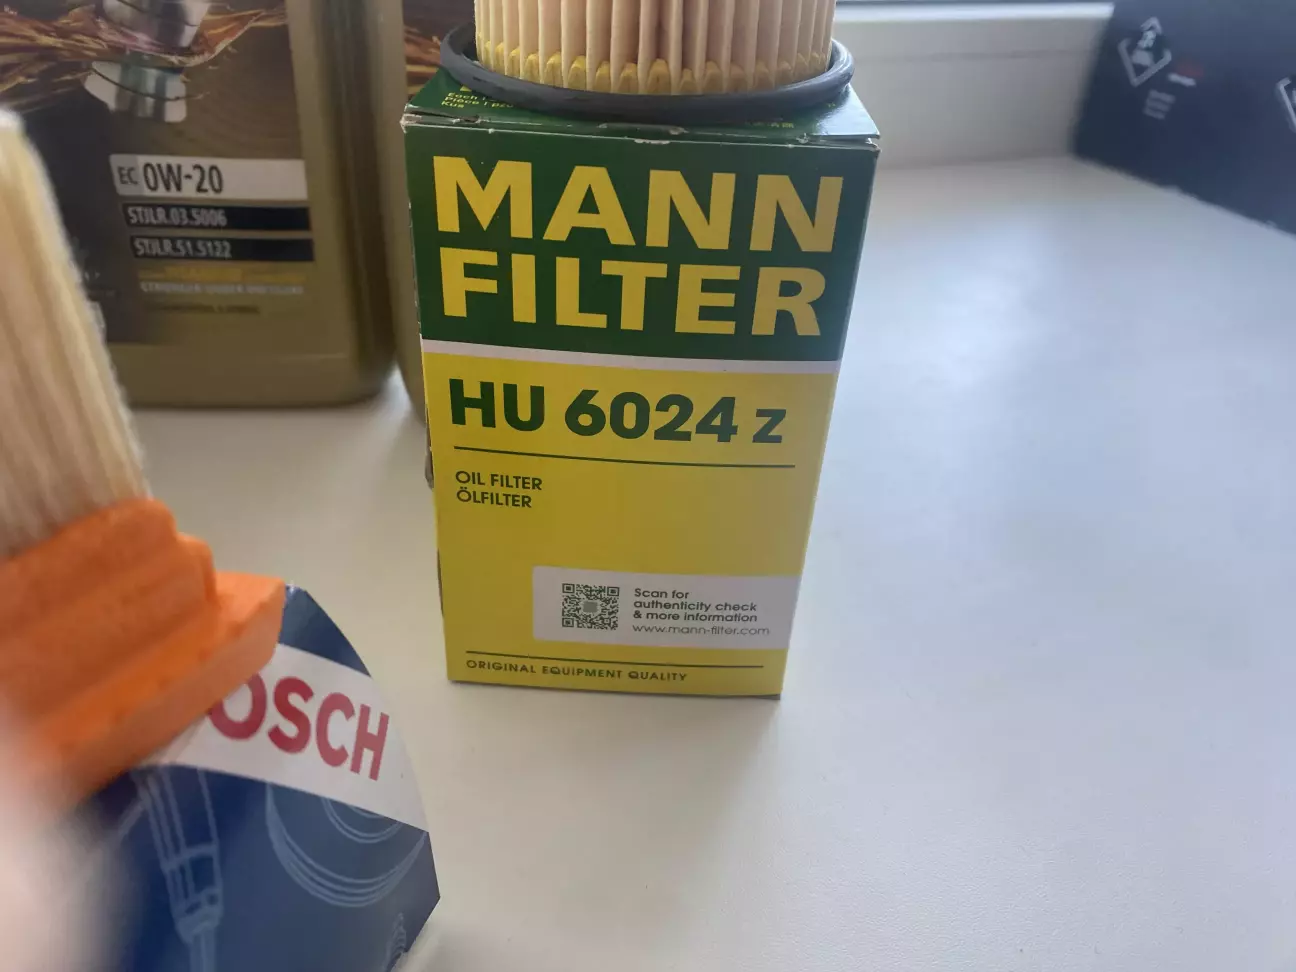 EC 0W-20
STJLR.03.5006
STJLR.51.5122
MANN
FILTER
HU 6024 z
OIL FILTER
ÖLFILTER
Scan for
authenticity check
& more information
www.mann-filter.com
ORIGINAL EQUIPMENT QUALITY
OSCH